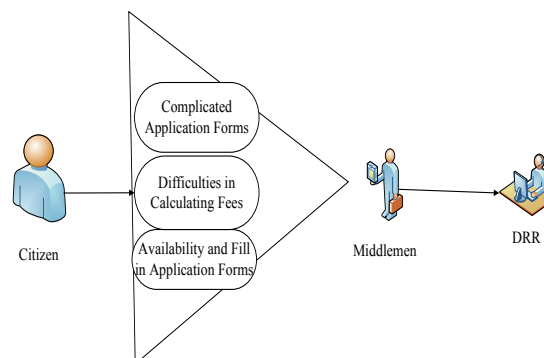 Complicated
Application Forms
Difficulties in
Calculating Fees
Availability and Fill
in Application Forms
Citizen
Middlemen
DRR